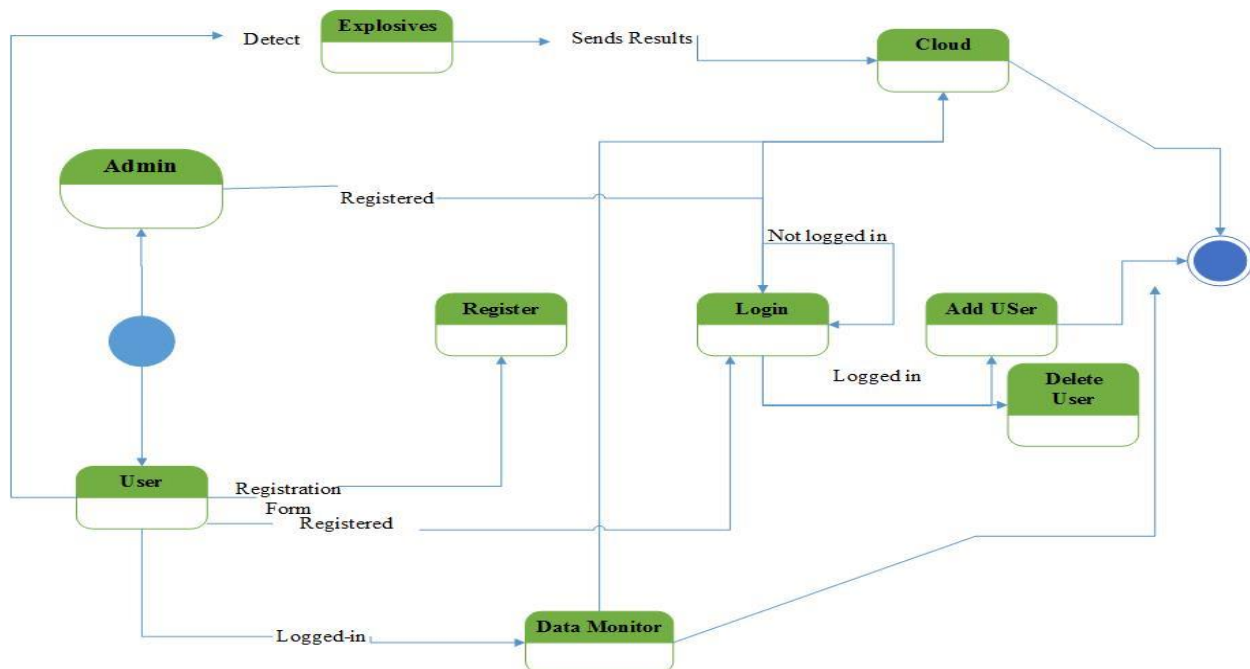 Explosives
Detect
Sends Results
Cloud
Admin
Registered
Not logged in
Register
Login
Add USer
Logged in
Delete
User
User
Registration
Form
Registered
Logged-in
Data Monitor